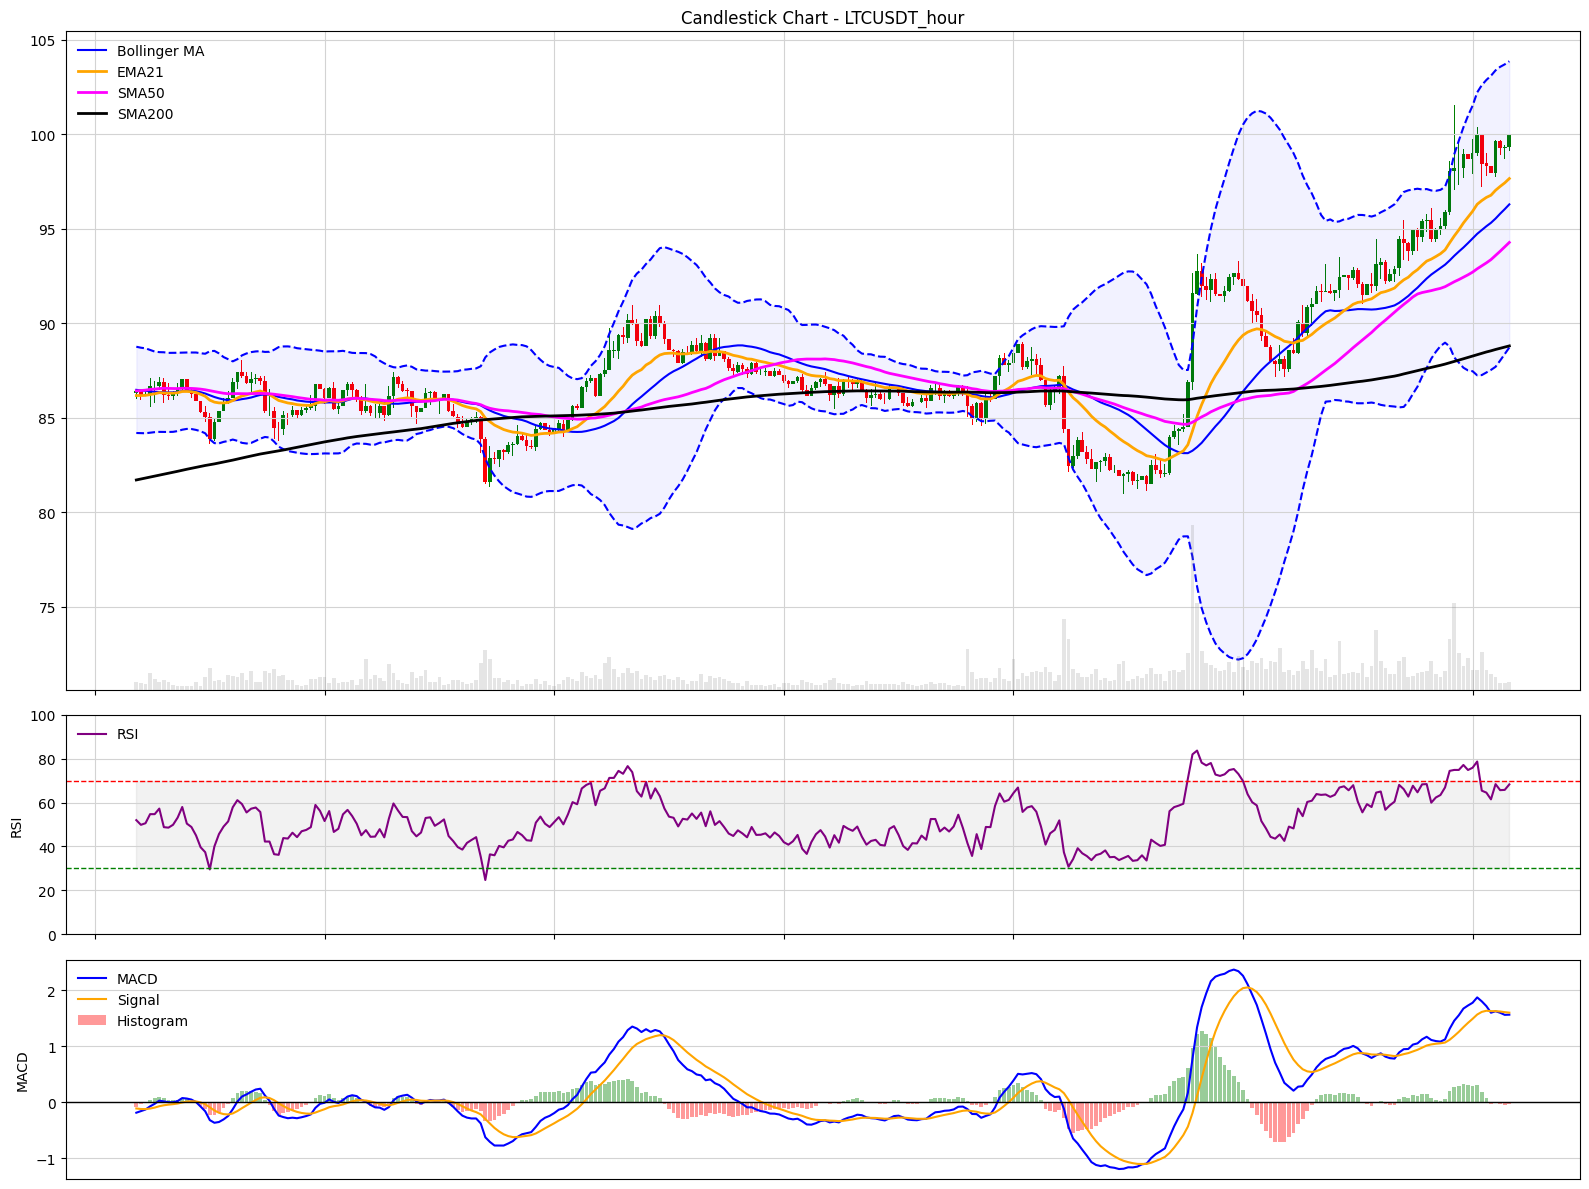 Candlestick Chart - LTCUSDT_hour
105
100
95
90
85
80
75
Bollinger MA
EMA21
SMA50
SMA200
100
80
60
40
20
0
RSI
RSI
2
1
0
−1
MACD
MACD
Signal
Histogram